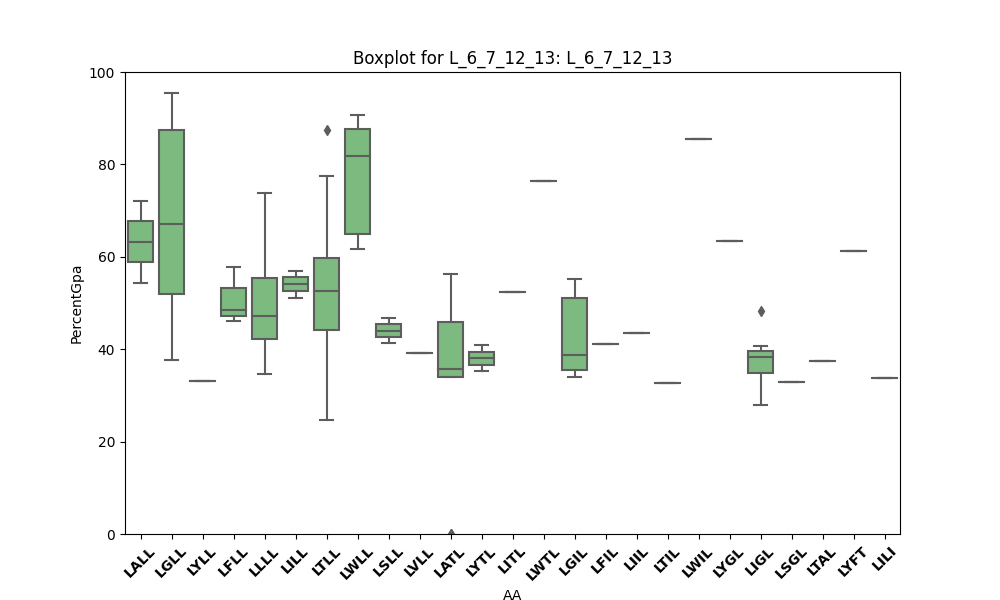 Boxplot for L_6_7_12_13: L_6_7_12_13
100
80
60
40
20
0
PercentGpa
LALL
LGLL
LYLL
LFLL
LLLL
LILL
LTLL
LWLL
LSLL
LVLL
LATL
LYTL
LITL
LWTL
LGIL
LFIL
LIIL
LTIL
LWIL
LYGL
LIGL
LSGL
LTAL
LYFT
LILI
AA